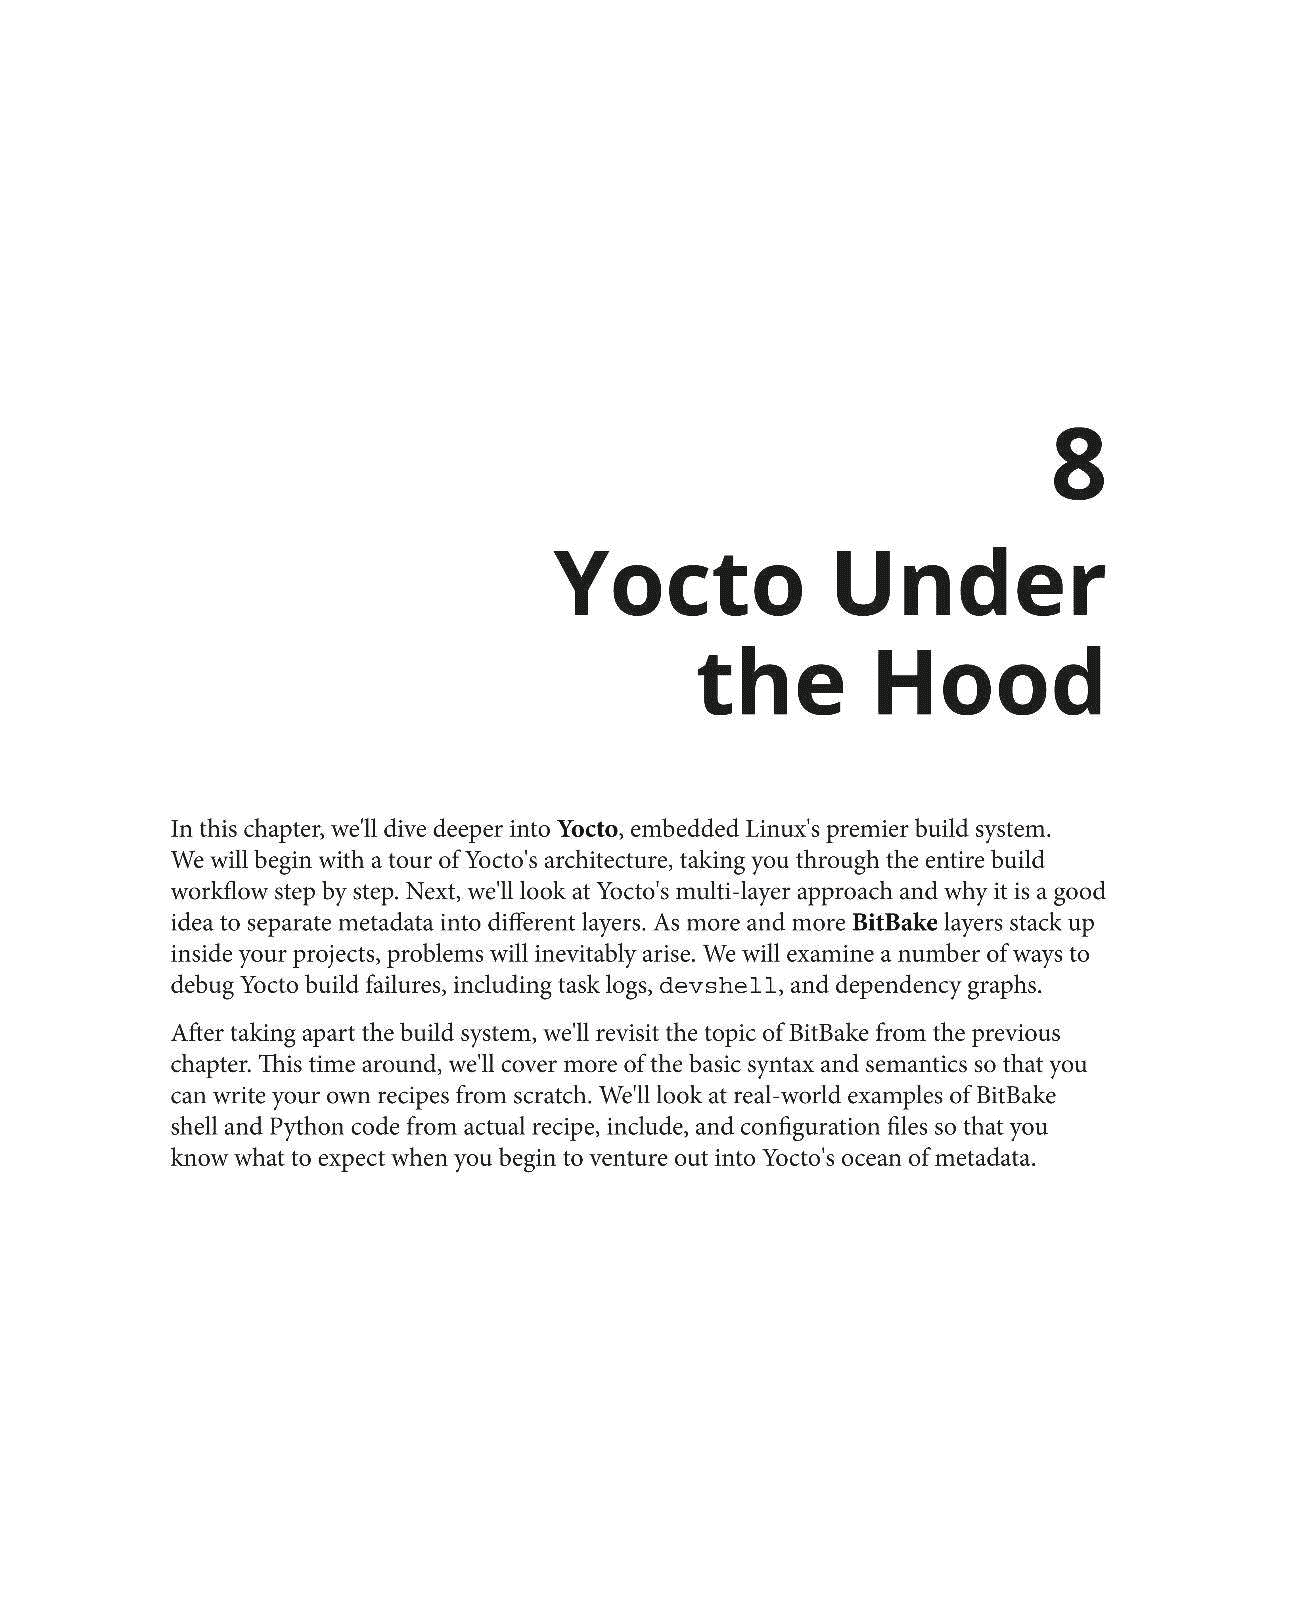 8
Yocto Under
the Hood
In this chapter, we'll dive deeper into Yocto, embedded Linux's premier build system.
We will begin with a tour of Yocto's architecture, taking you through the entire build
workflow step by step. Next, we'll look at Yocto's multi-layer approach and why it is a good
idea to separate metadata into different layers. As more and more BitBake layers stack up
inside your projects, problems will inevitably arise. We will examine a number of ways to
debug Yocto build failures, including task logs, devshell, and dependency graphs.
After taking apart the build system, we'll revisit the topic of BitBake from the previous
chapter. This time around, we'll cover more of the basic syntax and semantics so that you
can write your own recipes from scratch. We'll look at real-world examples of BitBake
shell and Python code from actual recipe, include, and configuration files so that you
know what to expect when you begin to venture out into Yocto's ocean of metadata.